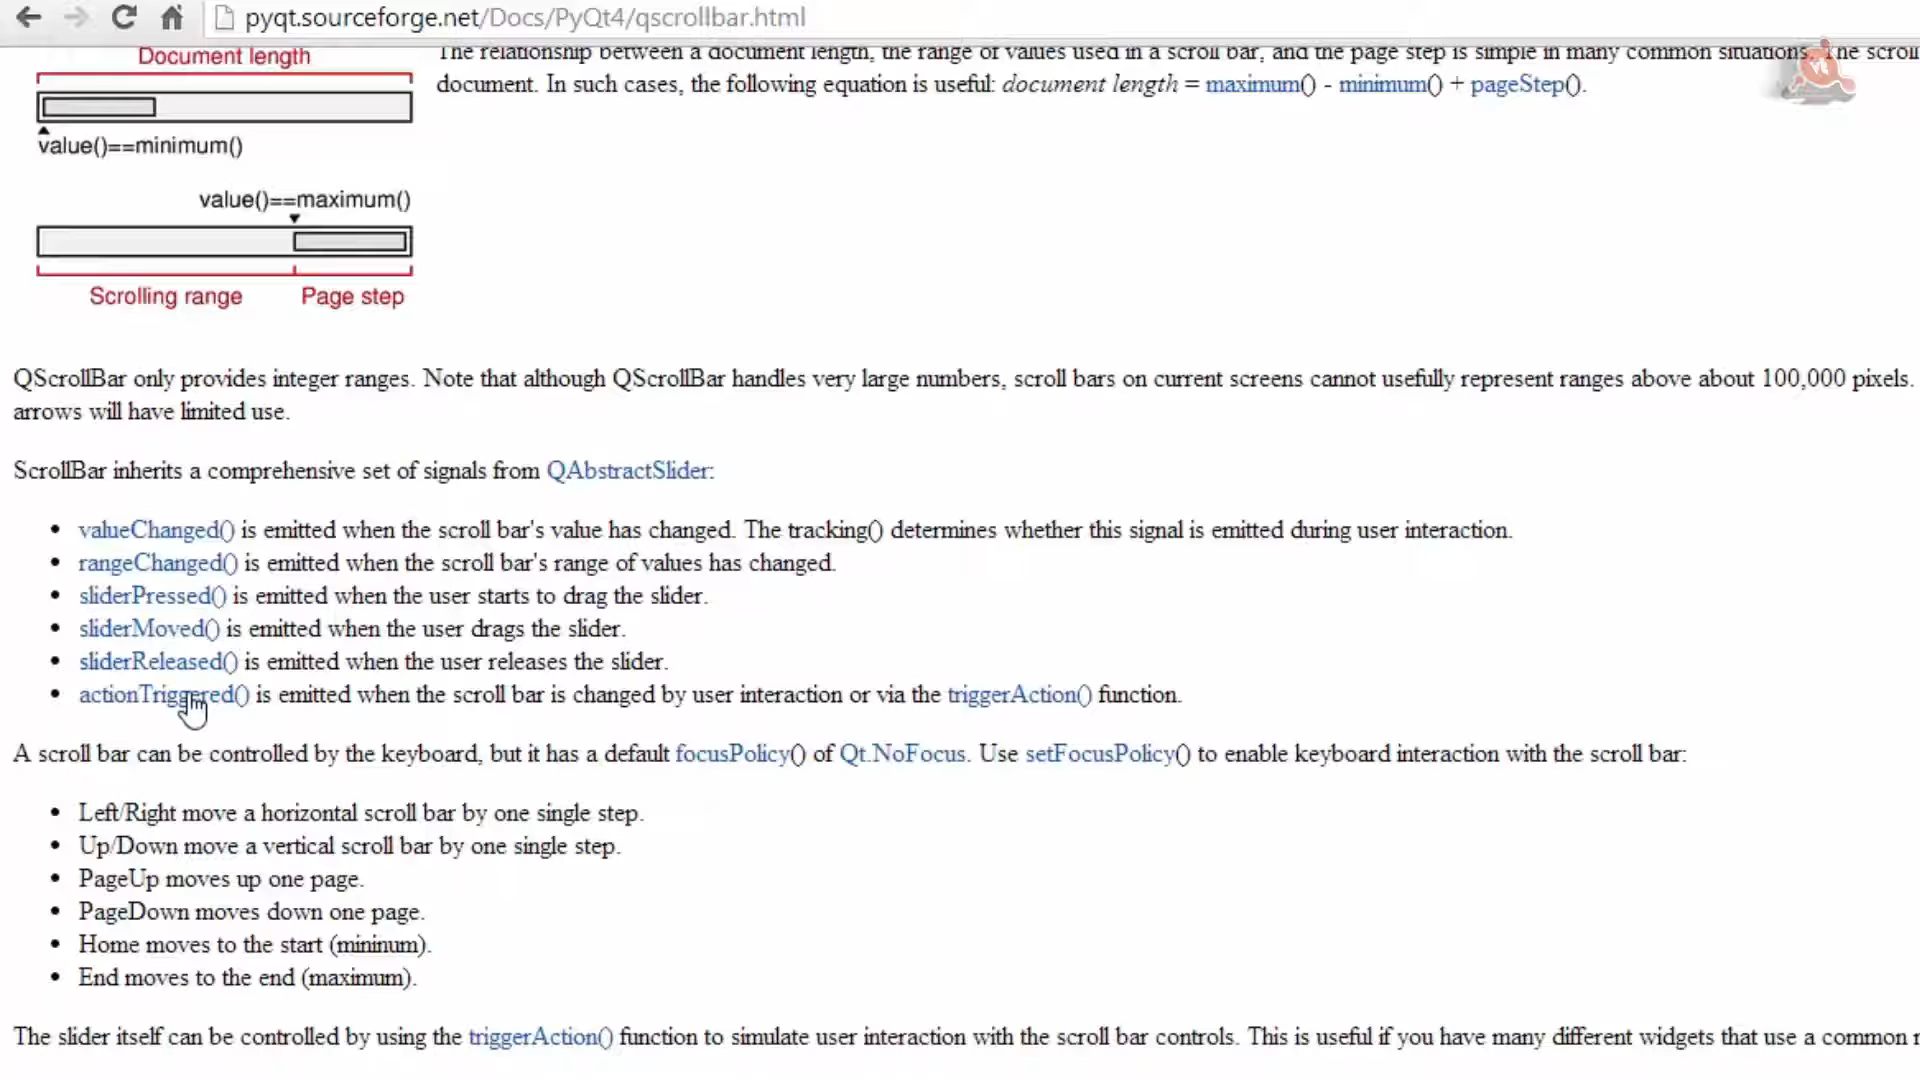 pyqt.sourceforge.net/Docs/PyQt4/qscrollbar.html
Document length
value()==minimum()
value()==maximum()
Scrolling range Page step
The relationship between a document length, the range of values used in a scroll bar, and the page step is simple in many common situations. The scroll
document. In such cases, the following equation is useful: document length = maximum() - minimum() + pageStep().
QScrollBar only provides integer ranges. Note that although QScrollBar handles very large numbers, scroll bars on current screens cannot usefully represent ranges above about 100,000 pixels.
arrows will have limited use.
ScrollBar inherits a comprehensive set of signals from QAbstractSlider:
• valueChanged() is emitted when the scroll bar's value has changed. The tracking() determines whether this signal is emitted during user interaction.
• rangeChanged() is emitted when the scroll bar's range of values has changed.
• sliderPressed() is emitted when the user starts to drag the slider.
• sliderMoved() is emitted when the user drags the slider.
• sliderReleased() is emitted when the user releases the slider.
• actionTriggered() is emitted when the scroll bar is changed by user interaction or via the triggerAction() function.
A scroll bar can be controlled by the keyboard, but it has a default focusPolicy() of Qt.NoFocus. Use setFocusPolicy() to enable keyboard interaction with the scroll bar:
• Left/Right move a horizontal scroll bar by one single step.
• Up/Down move a vertical scroll bar by one single step.
• PageUp moves up one page.
• PageDown moves down one page.
• Home moves to the start (mininum).
• End moves to the end (maximum).
The slider itself can be controlled by using the triggerAction() function to simulate user interaction with the scroll bar controls. This is useful if you have many different widgets that use a common